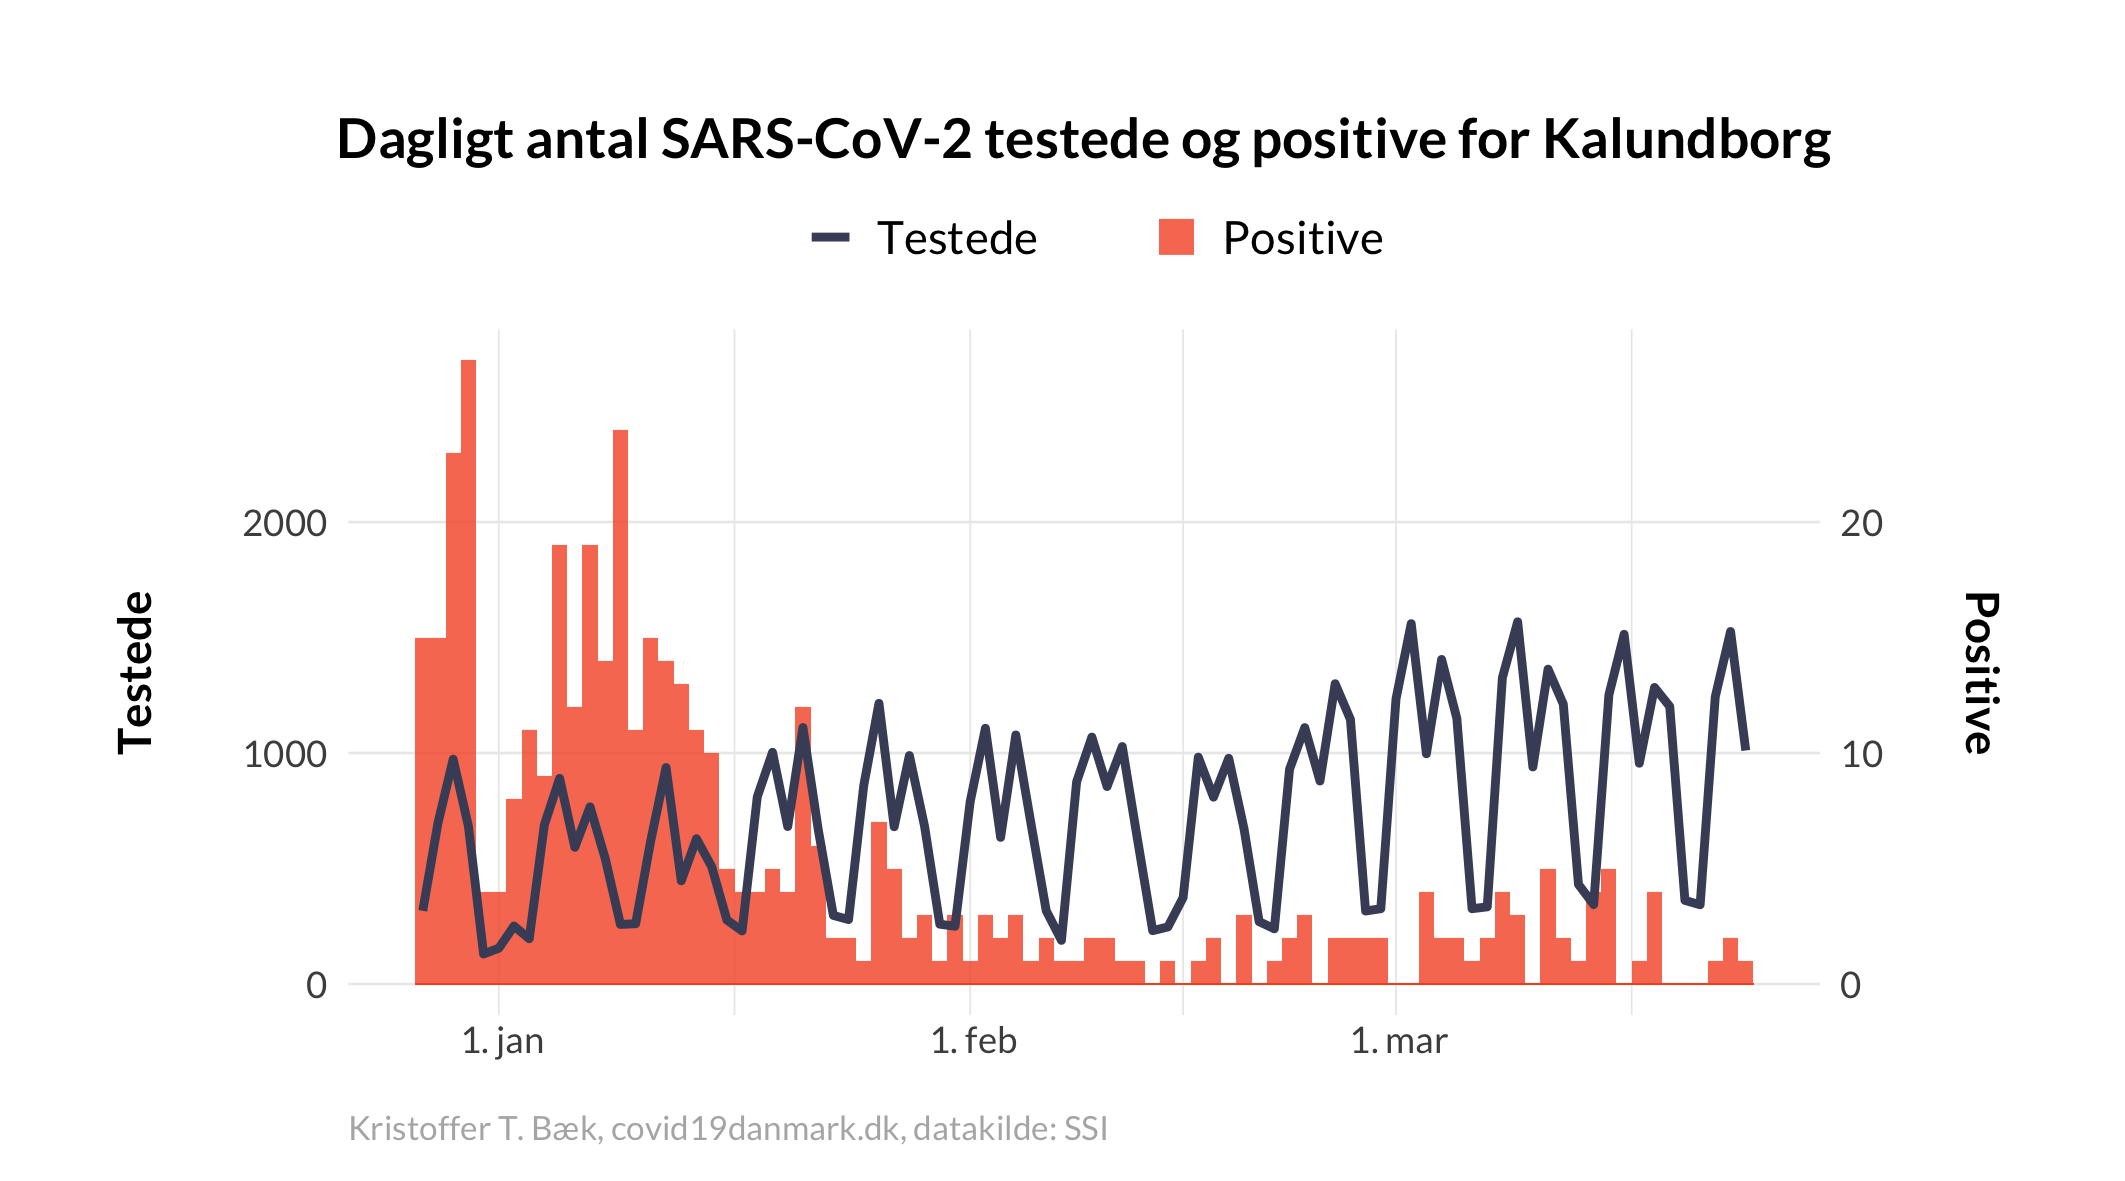 Dagligt antal SARS-CoV-2 testede og positive for Kalundborg
Testede
Positive
2000
1000
0
Testede
20
10
0
Positive
1. jan
1. feb
1. mar
Kristoffer T. Bæk, covid19danmark.dk, datakilde: SSI